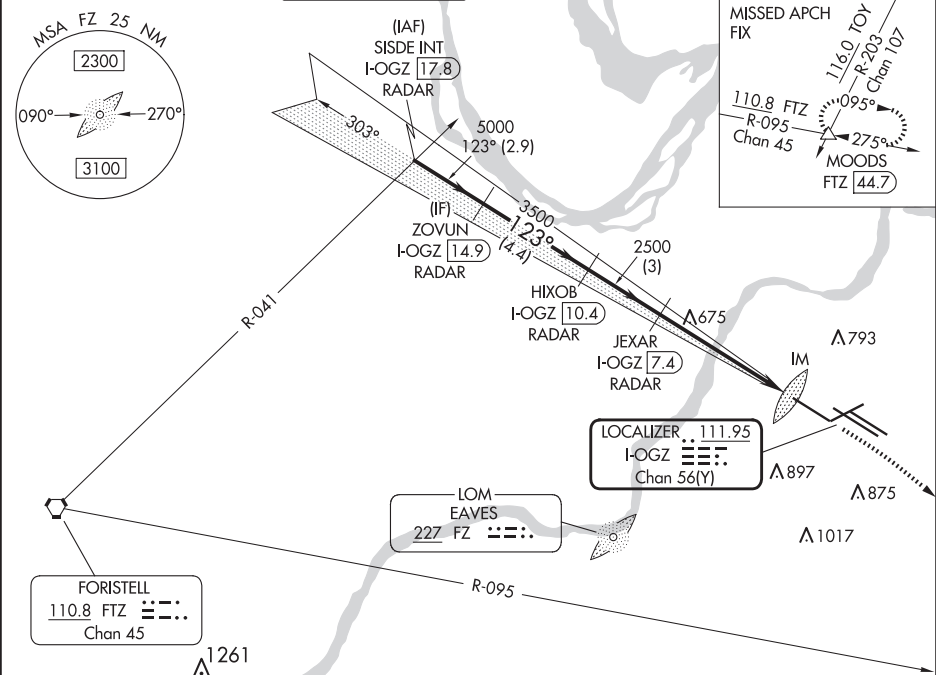 MSA FZ 25 NM
2300
090°
270°
3100
(IAF)
SISDE INT
I-OGZ 17.8
RADAR
303°
5000
123° (2.9)
(IF)
ZOVUN
I-OGZ 14.9
RADAR
3500
123°
(4.4)
2500
(3)
HIXOB
I-OGZ 10.4
RADAR
JEXAR
I-OGZ 7.4
RADAR
675
793
IM
MISSED APCH
FIX
116.0 TOY
R-203
Chan 107
110.8 FTZ
R-095
Chan 45
095°
275°
MOODS
FTZ 44.7
R-041
LOCALIZER 111.95
I-OGZ
Chan 56(Y)
897
875
1017
LOM
EAVES
227 FZ
R-095
FORISTELL
110.8 FTZ
Chan 45
1261